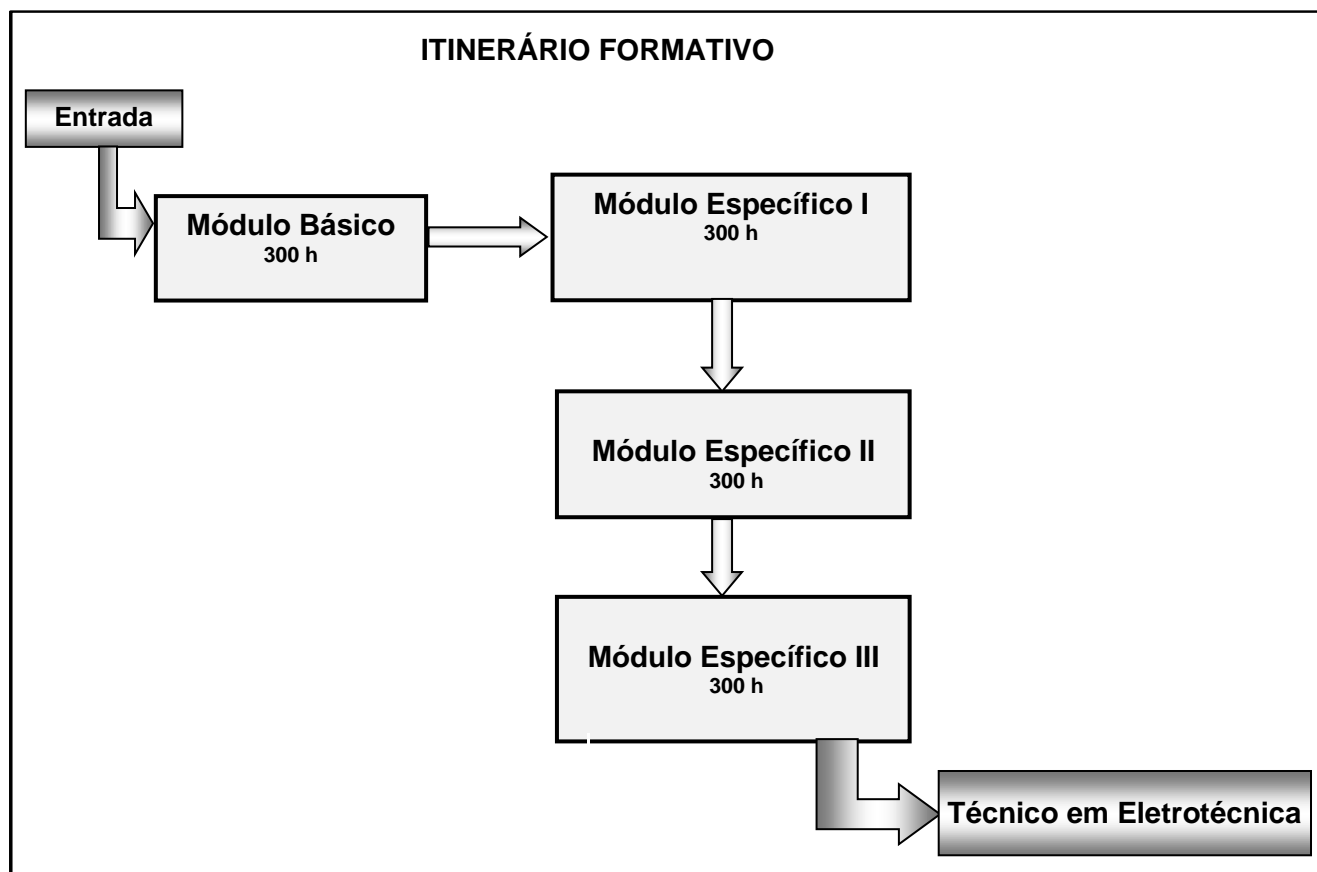 ITINERÁRIO FORMATIVO
Entrada
Módulo Básico
300 h
Módulo Específico I
300 h
Módulo Específico II
300 h
Módulo Específico III
300 h
Técnico em Eletrotécnica